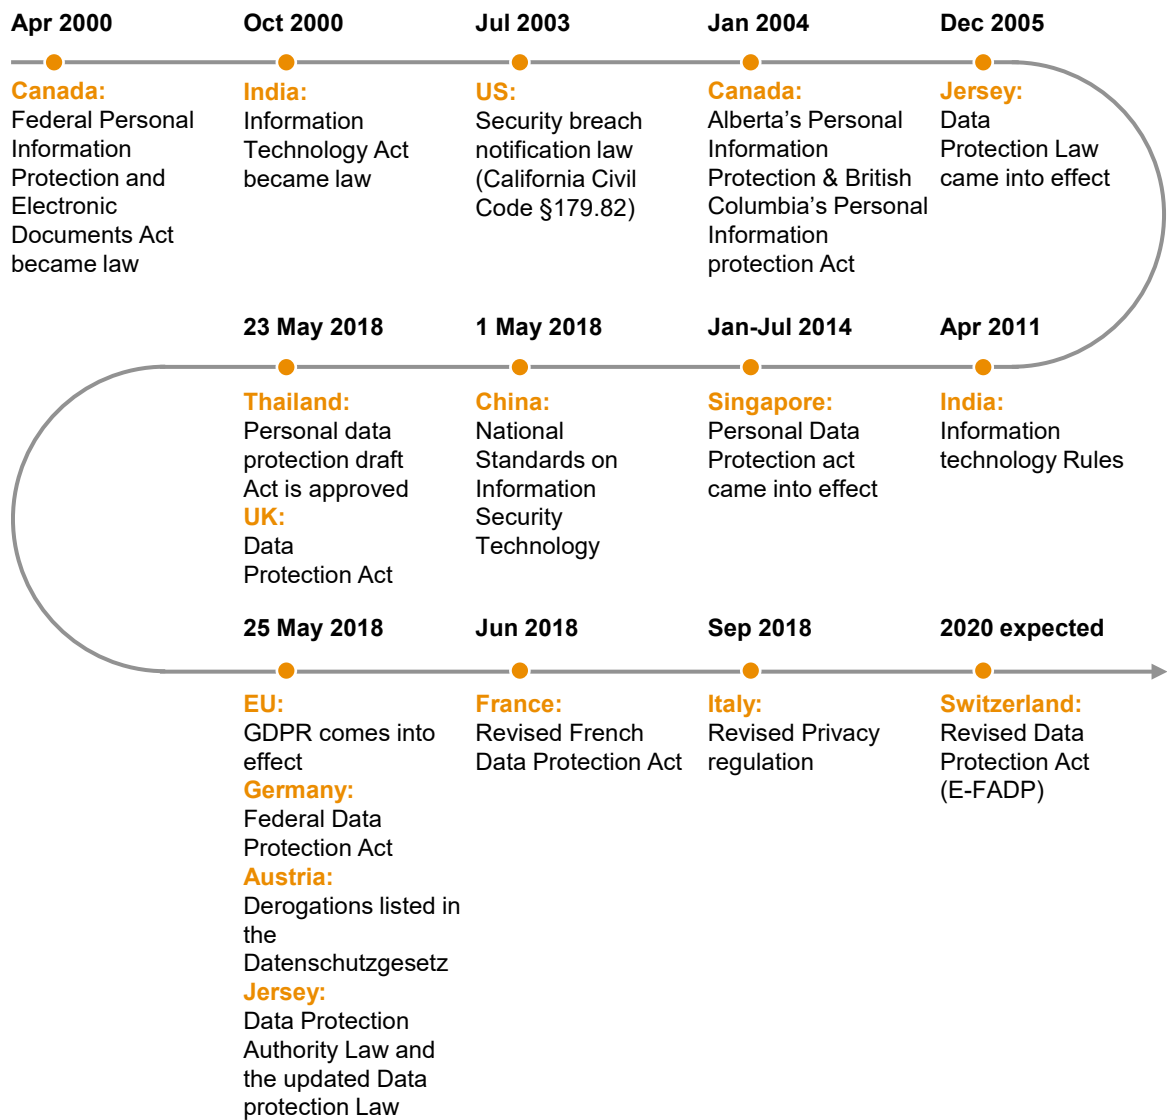 Apr 2000
Canada:
Federal Personal
Information
Protection and
Electronic
Documents Act
became law
Oct 2000
India:
Information
Technology Act
became law
Jul 2003
US:
Security breach
notification law
(California Civil
Code §179.82)
Jan 2004
Canada:
Alberta's Personal
Information
Protection & British
Columbia's Personal
Information
protection Act
Dec 2005
Jersey:
Data
Protection Law
came into effect
Apr 2011
India:
Information
technology Rules
Jan-Jul 2014
Singapore:
Personal Data
Protection act
came into effect
1 May 2018
China:
National
Standards on
Information
Security
Technology
23 May 2018
Thailand:
Personal data
protection draft
Act is approved
UK:
Data
Protection Act
25 May 2018
EU:
GDPR comes into
effect
Germany:
Federal Data
Protection Act
Austria:
Derogations listed in
the
Datenschutzgesetz
Jersey:
Data Protection
Authority Law and
the updated Data
protection Law
Jun 2018
France:
Revised French
Data Protection Act
Sep 2018
Italy:
Revised Privacy
regulation
2020 expected
Switzerland:
Revised Data
Protection Act
(E-FADP)